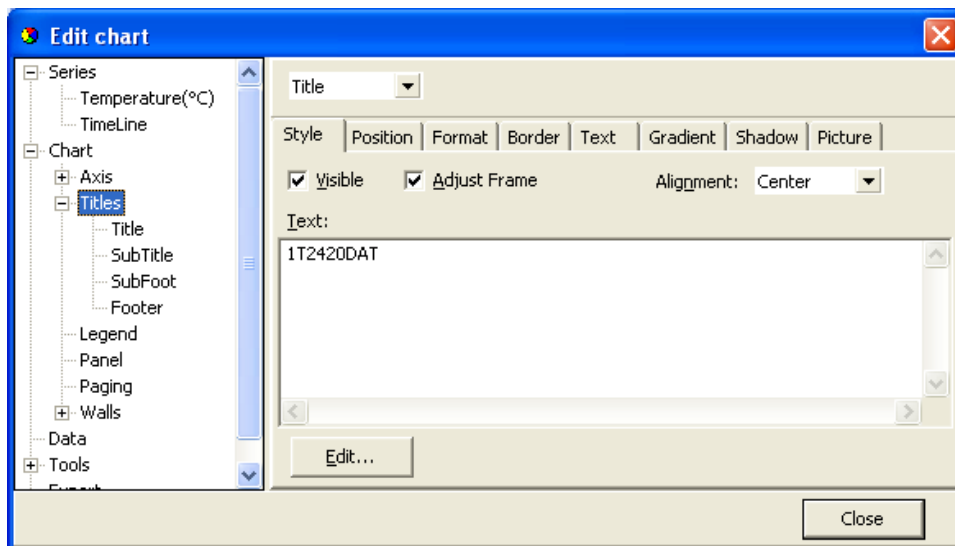 Edit chart
Series
Temperature(°C)
TimeLine
Chart
Axis
Titles
Title
SubTitle
SubFoot
Footer
Legend
Panel
Paging
Walls
Data
Tools
Export
Title
Style Position Format Border Text Gradient Shadow Picture
Visible Adjust Frame Alignment: Center
Text:
1T2420DAT
Edit...
Close